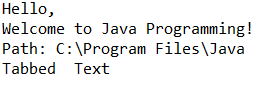 Hello,
Welcome to Java Programming!
Path: C:\Program Files\Java
Tabbed  Text